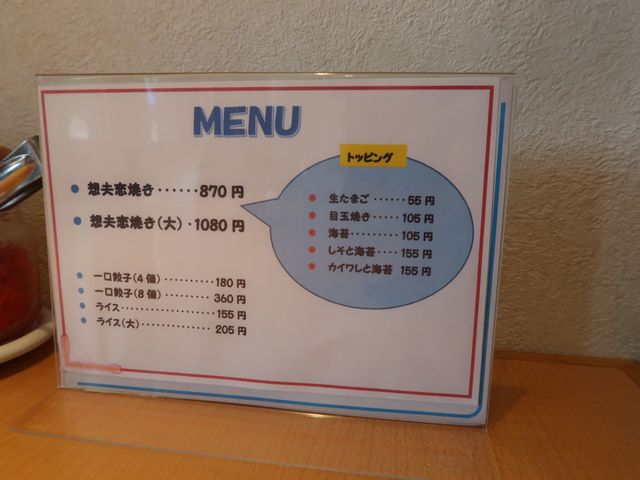 MENU
想夫恋焼き・・・・・・870円
想夫恋焼き(大)・1080円
一口餃子(4個)・・・・・・・・・・180円
一口餃子(8個)・・・・・・・・・・360円
ライス・・・・・・・・・・・・・・・・・155円
ライス(大)・・・・・・・・・・・・・205円
トッピング
生たまご・・・・・・55円
目玉焼き・・・・・・105円
海苔・・・・・・・・・105円
しそと海苔・・・・155円
カイワレと海苔 155円